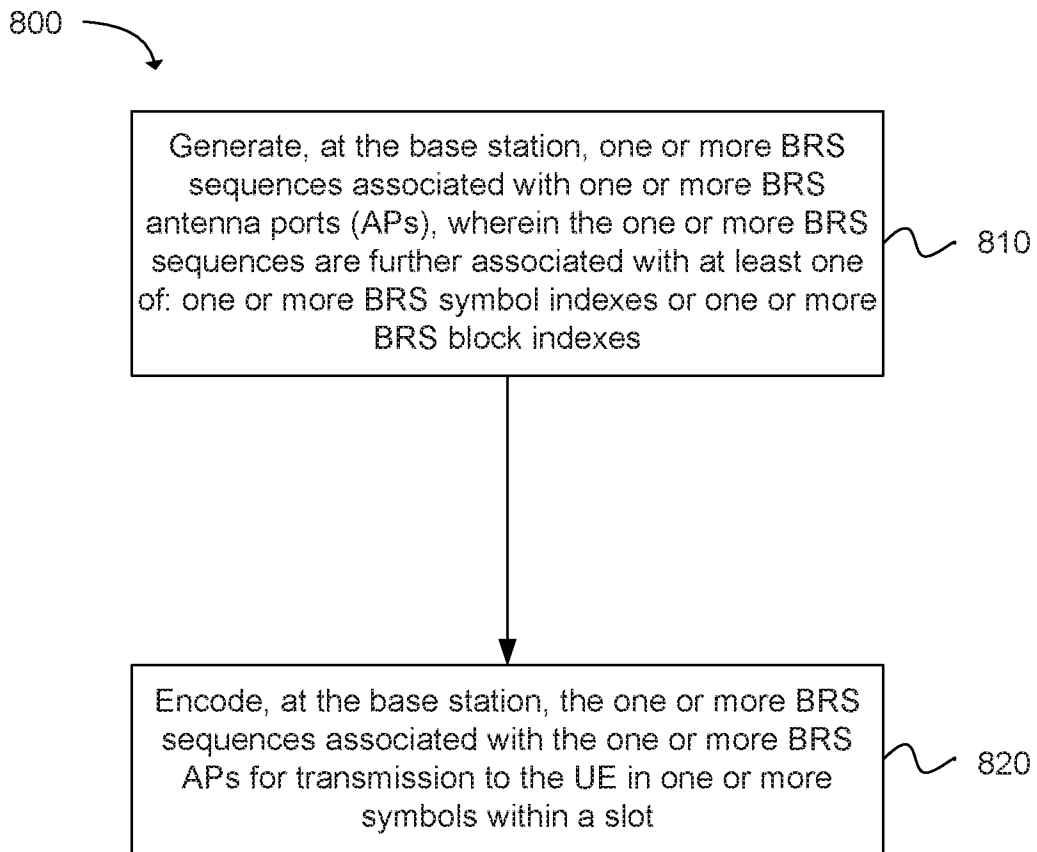 800
Generate, at the base station, one or more BRS
sequences associated with one or more BRS
antenna ports (APs), wherein the one or more BRS
sequences are further associated with at least one
of: one or more BRS symbol indexes or one or more
BRS block indexes
810
Encode, at the base station, the one or more BRS
sequences associated with the one or more BRS
APs for transmission to the UE in one or more
symbols within a slot
820